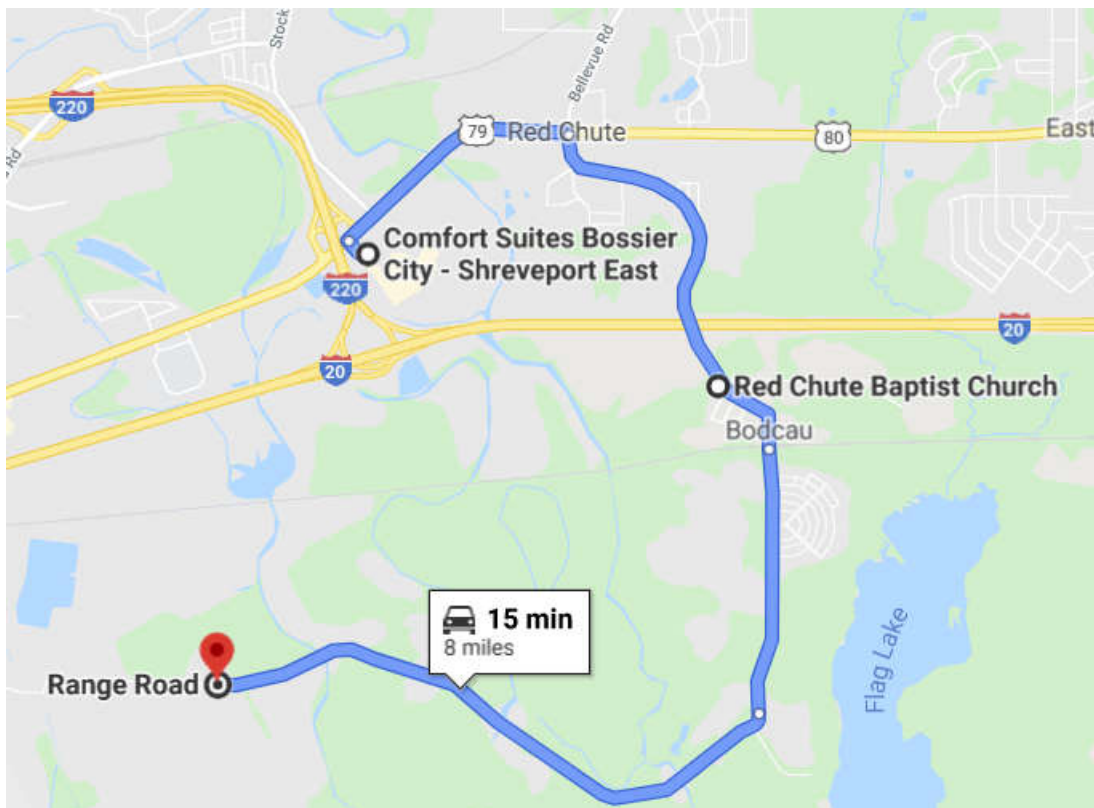 Stock
Bellevue Rd
220
79
Red Chute
80
East
Rd
Comfort Suites Bossier
City - Shreveport East
220
20
20
Red Chute Baptist Church
Bodcau
15 min
8 miles
Flag Lake
Range Road